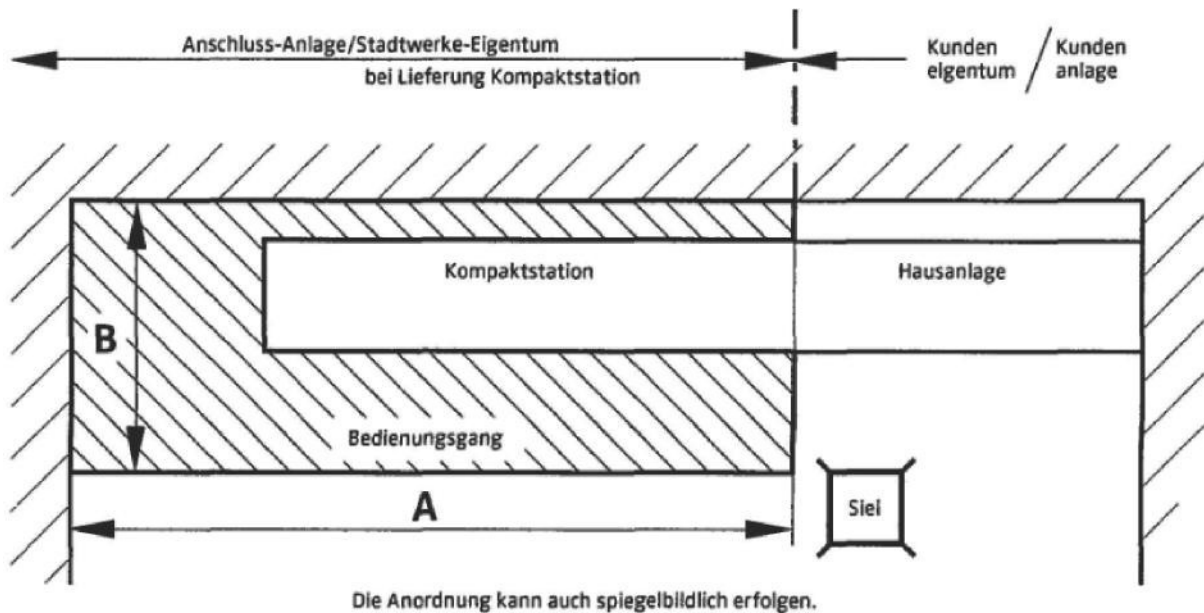 Anschluss-Anlage/Stadtwerke-Eigentum
bei Lieferung Kompaktstation
Kunden / Kunden
eigentum / anlage
Kompaktstation
Hausanlage
B
Bedienungsgang
A
Siel
Die Anordnung kann auch spiegelbildlich erfolgen.